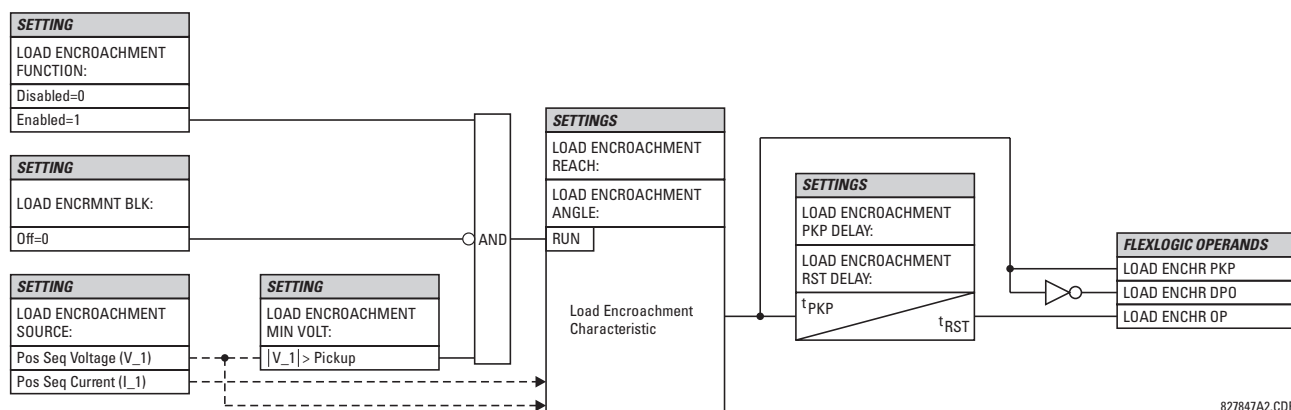 SETTING
LOAD ENCROACHMENT
FUNCTION:
Disabled=0
Enabled=1
SETTING
LOAD ENCRMNT BLK:
Off=0
SETTING
LOAD ENCROACHMENT
SOURCE:
Pos Seq Voltage (V_1)
Pos Seq Current (I_1)
SETTING
LOAD ENCROACHMENT
MIN VOLT:
|V_1| > Pickup
AND
SETTINGS
LOAD ENCROACHMENT
REACH:
LOAD ENCROACHMENT
ANGLE:
RUN
Load Encroachment
Characteristic
SETTINGS
LOAD ENCROACHMENT
PKP DELAY:
LOAD ENCROACHMENT
RST DELAY:
tPKP
tRST
FLEXLOGIC OPERANDS
LOAD ENCHR PKP
LOAD ENCHR DPO
LOAD ENCHR OP